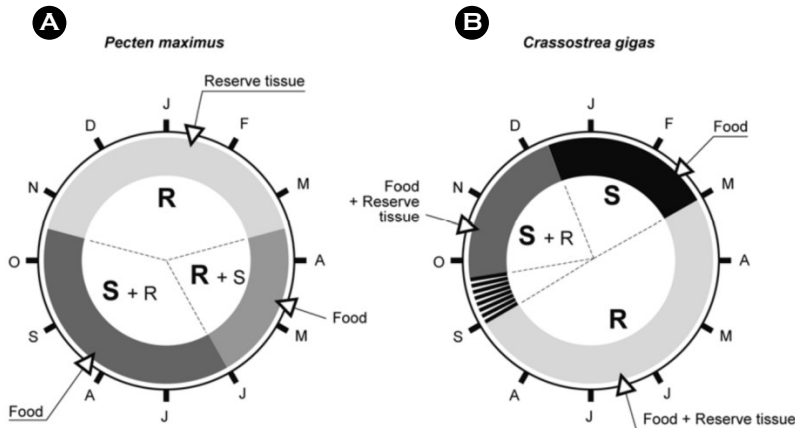 A
Pecten maximus
Reserve tissue
J
F
M
A
M
J
J
A
S
O
N
D
R
R + S
S + R
Food
Food
B
Crassostrea gigas
Food
J
F
M
A
M
J
J
A
S
O
N
D
S
S + R
R
Food
+ Reserve
tissue
Food + Reserve tissue